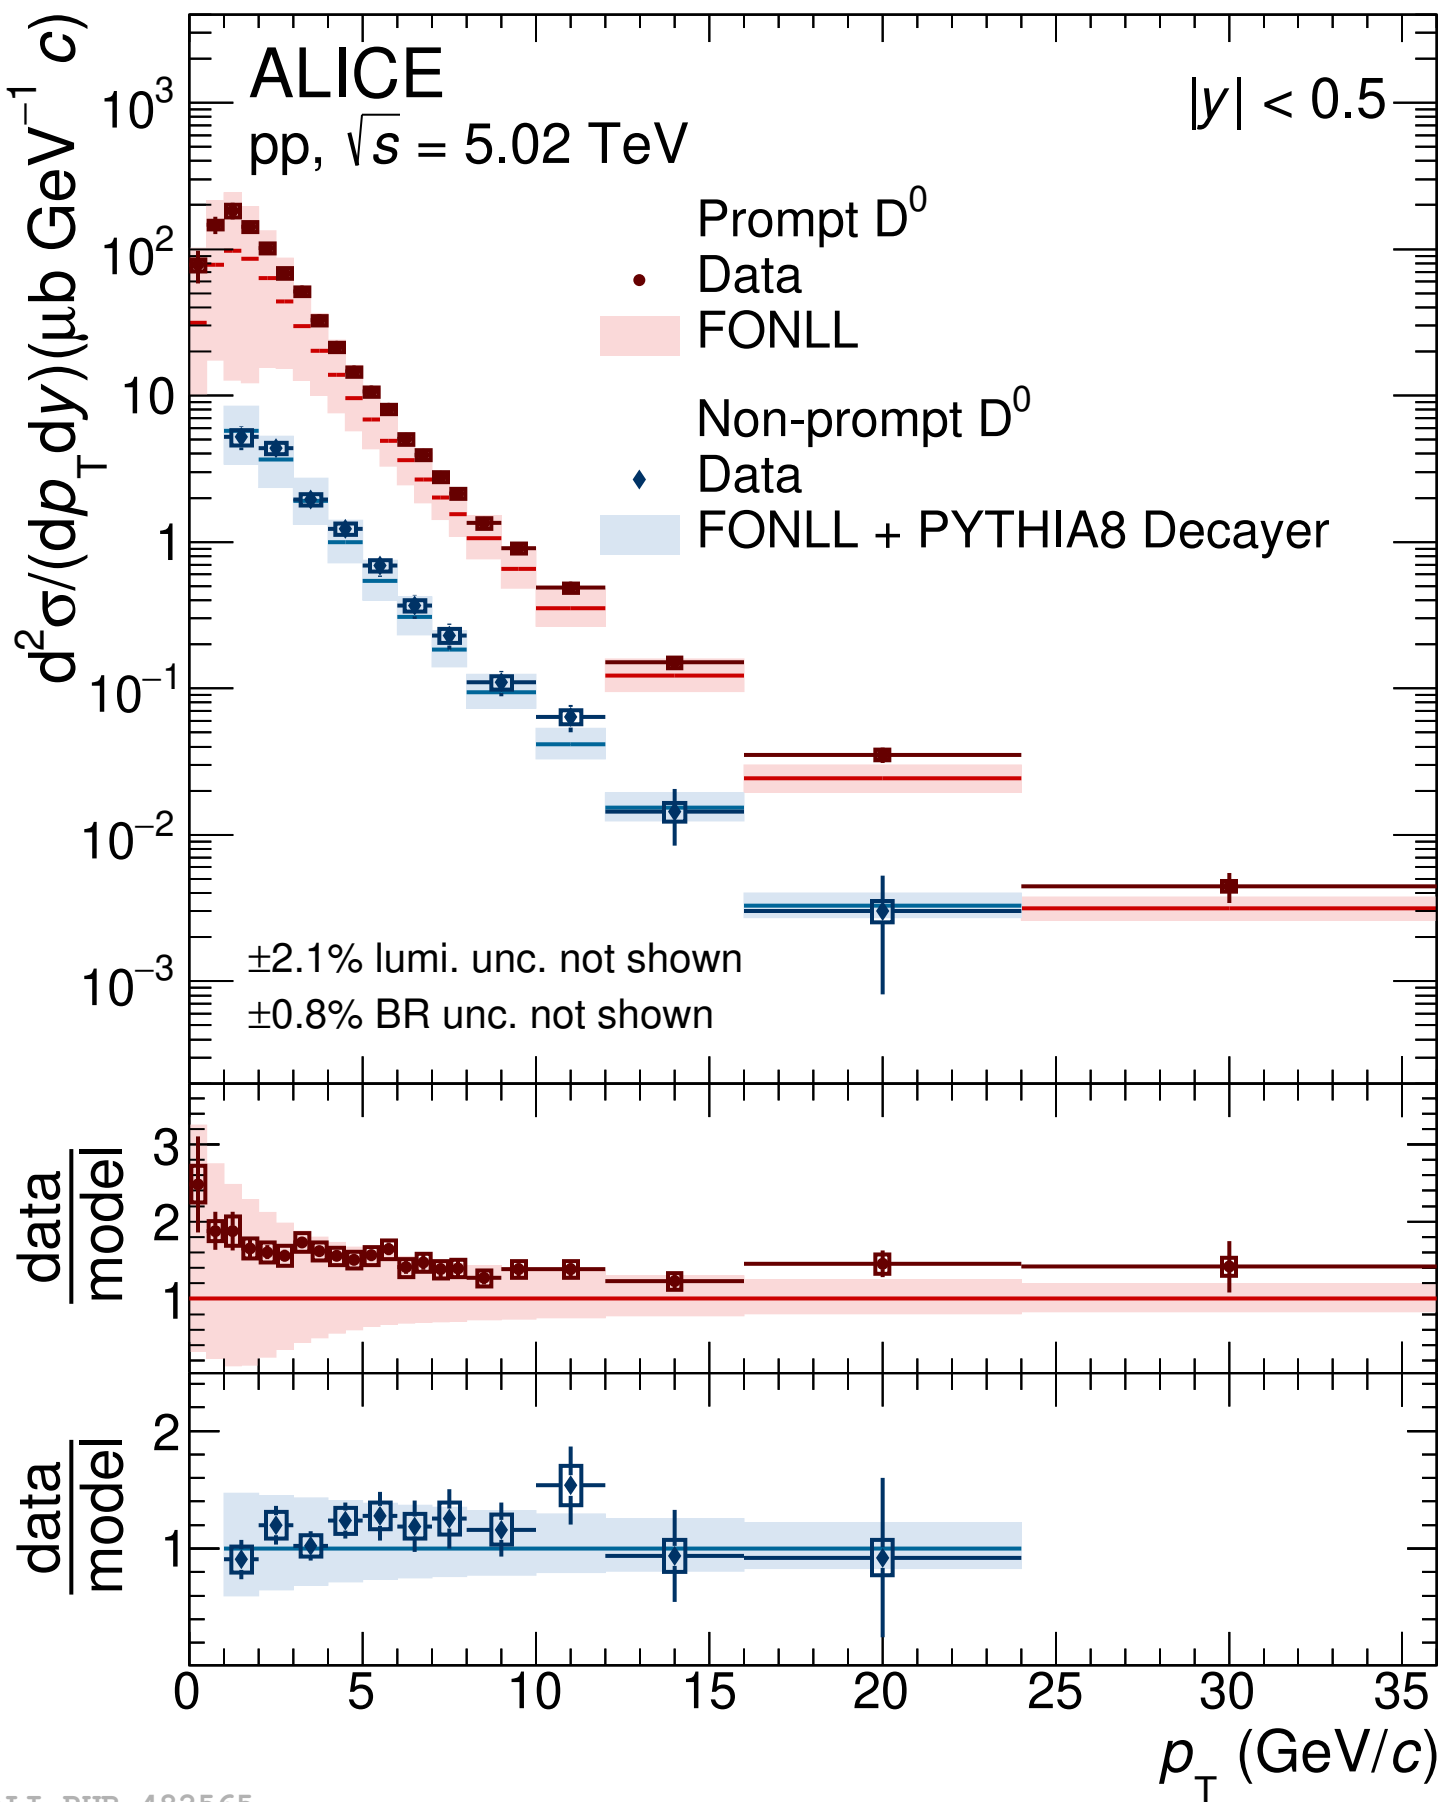 ALICE
pp, √s = 5.02 TeV
|y| < 0.5
Prompt D⁰
Data
FONLL
Non-prompt D⁰
Data
FONLL + PYTHIA8 Decayer
±2.1% lumi. unc. not shown
±0.8% BR unc. not shown
d²σ/(dp_T dy)(μb GeV⁻¹ c)
10³
10²
10
1
10⁻¹
10⁻²
10⁻³
data
model
3
2
1
data
model
2
1
0 5 10 15 20 25 30 35
p_T (GeV/c)